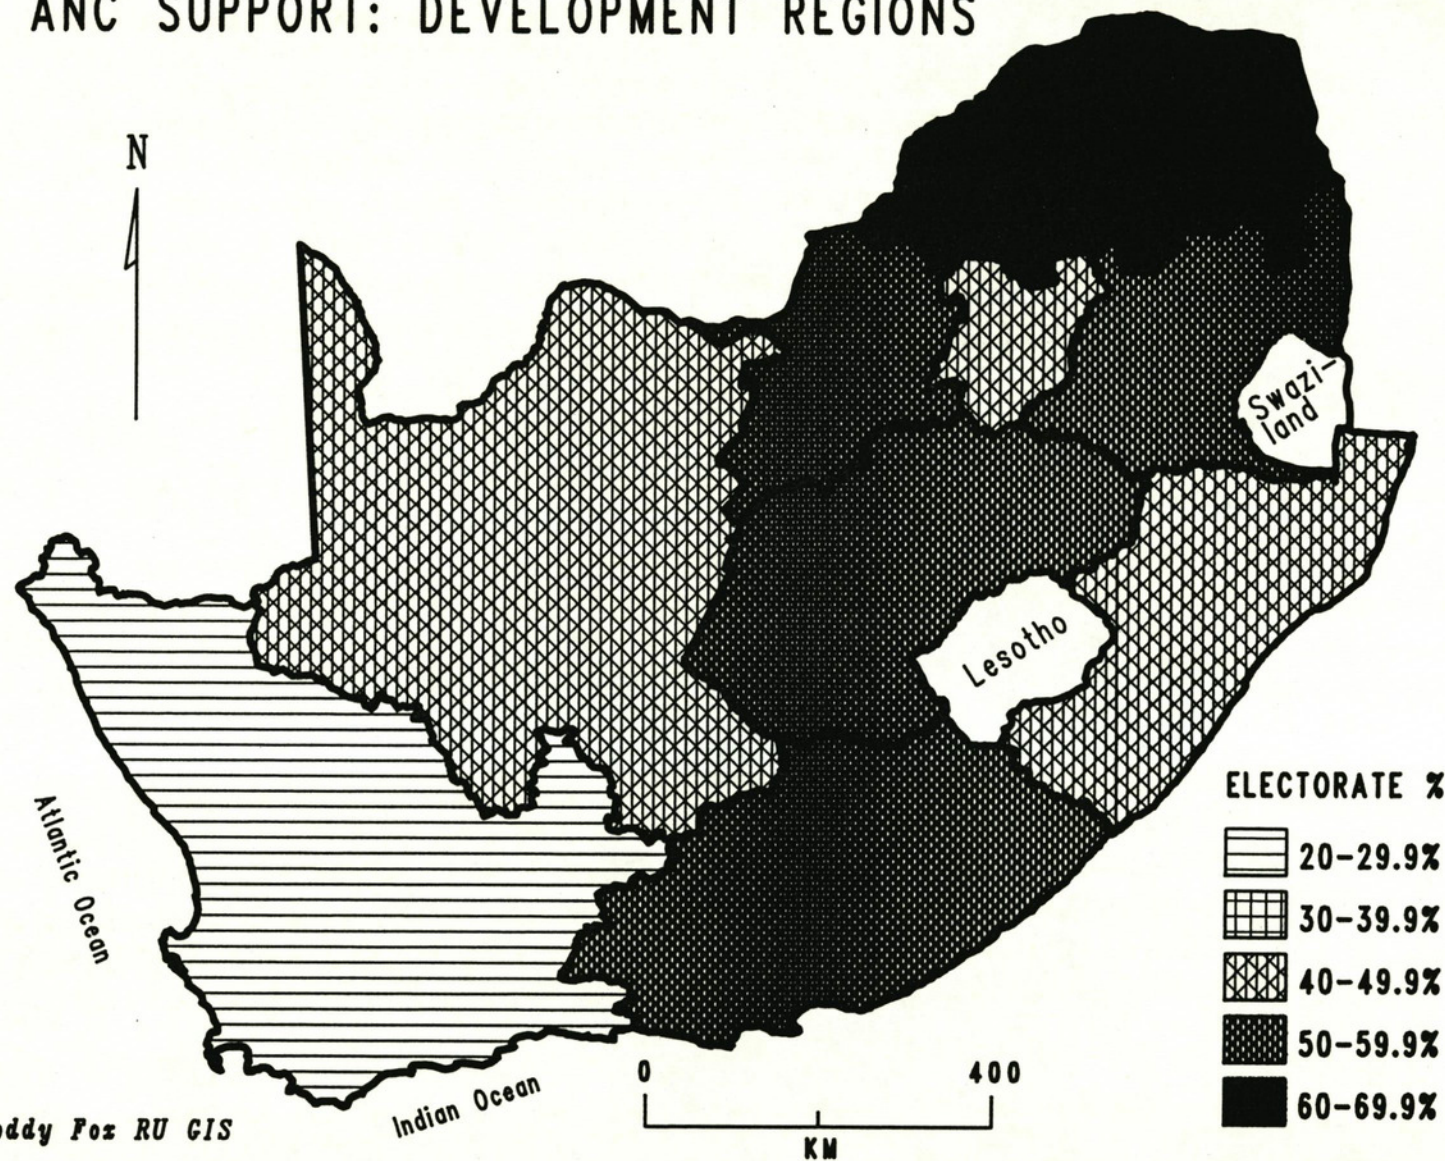 ANC SUPPORT: DEVELOPMENT REGIONS
N
Swazi-
land
Lesotho
Atlantic Ocean
Indian Ocean
ELECTORATE %
20-29.9%
30-39.9%
40-49.9%
50-59.9%
60-69.9%
0 400
KM
Fox RU GIS